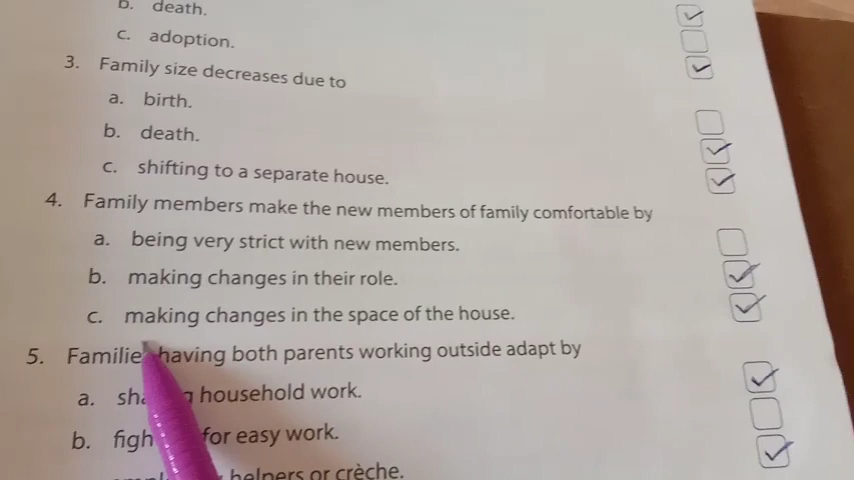 b. death.
c. adoption.
3. Family size decreases due to
a. birth.
b. death.
c. shifting to a separate house.
4. Family members make the new members of family comfortable by
a. being very strict with new members.
b. making changes in their role.
c. making changes in the space of the house.
5. Familie having both parents working outside adapt by
a. household work.
b. for easy work.
helpers or crèche.